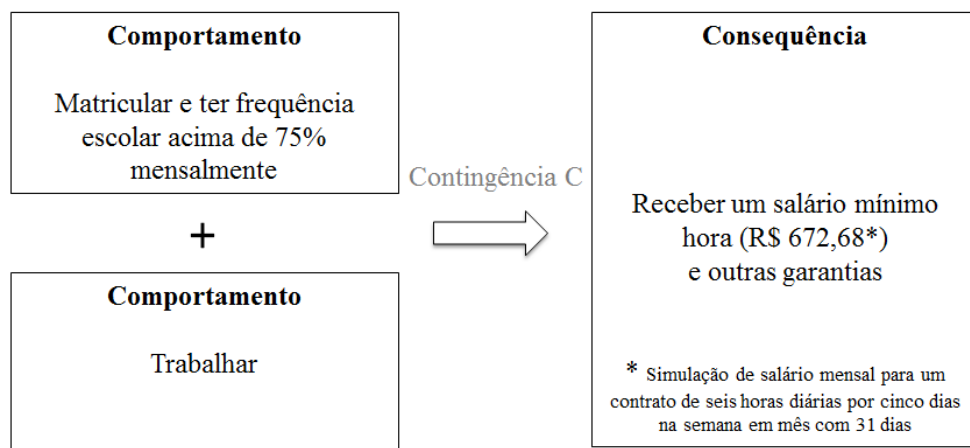 Comportamento
Matricular e ter frequência
escolar acima de 75%
mensalmente
+
Comportamento
Trabalhar
Contingência C
Consequência
Receber um salário mínimo
hora (R$ 672,68*)
e outras garantias
* Simulação de salário mensal para um
contrato de seis horas diárias por cinco dias
na semana em mês com 31 dias